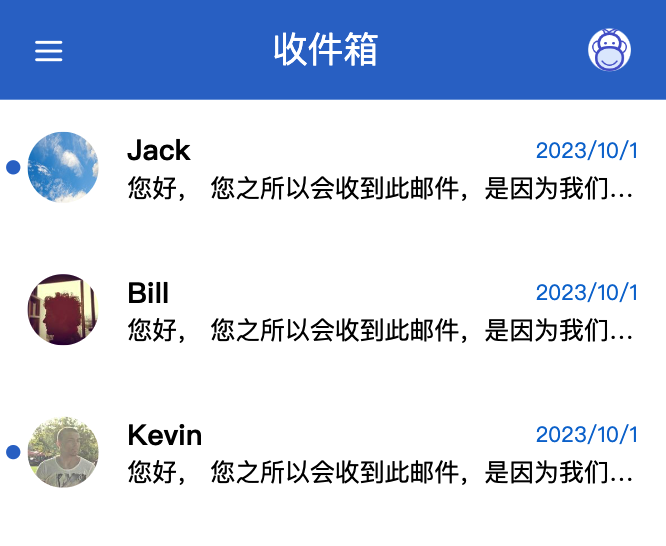 收件箱
Jack 2023/10/1
您好， 您之所以会收到此邮件，是因为我们...
Bill 2023/10/1
您好， 您之所以会收到此邮件，是因为我们...
Kevin 2023/10/1
您好， 您之所以会收到此邮件，是因为我们...